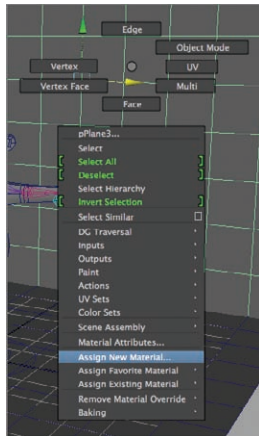 Edge
Object Mode
Vertex
UV
Vertex Face
Multi
Face
pPlane3...
Select
Select All
Deselect
Select Hierarchy
Invert Selection
Select Similar
DG Traversal
Inputs
Outputs
Paint
Actions
UV Sets
Color Sets
Scene Assembly
Material Attributes...
Assign New Material...
Assign Favorite Material
Assign Existing Material
Remove Material Override
Baking